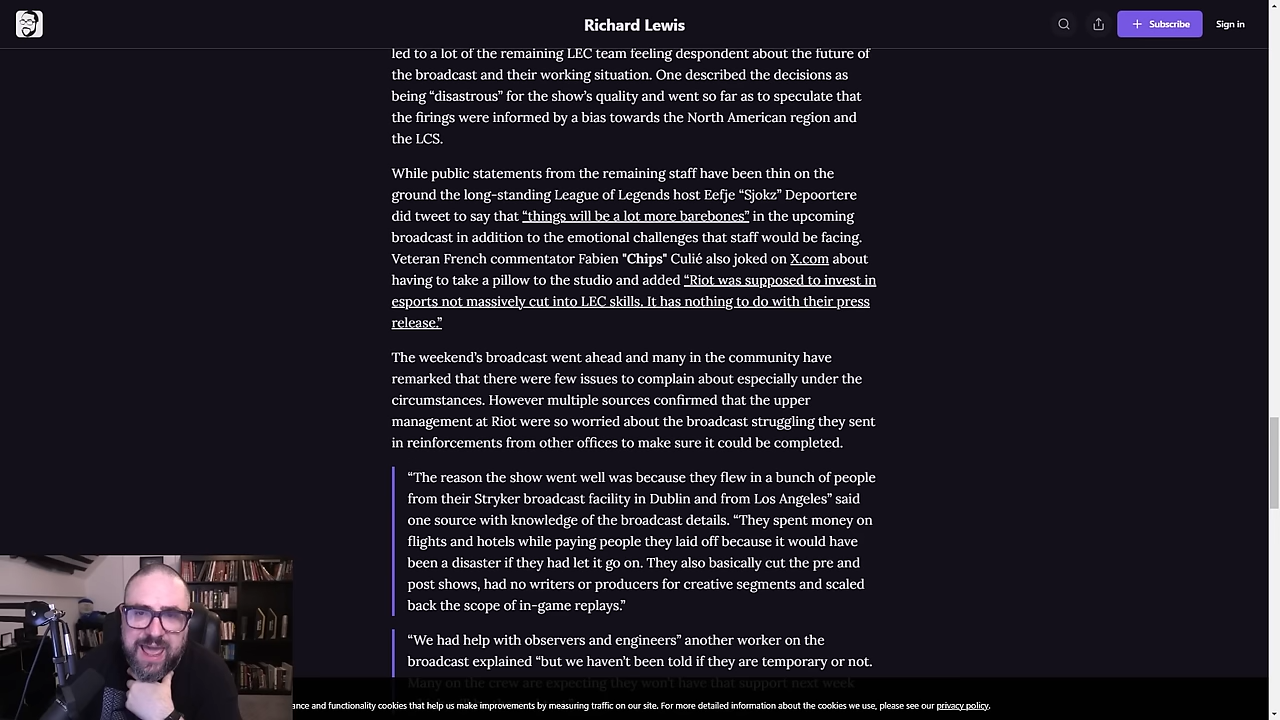 Richard Lewis
Subscribe
Sign in
led to a lot of the remaining LEC team feeling despondent about the future of
the broadcast and their working situation. One described the decisions as
being “disastrous” for the show’s quality and went so far as to speculate that
the firings were informed by a bias towards the North American region and
the LCS.
While public statements from the remaining staff have been thin on the
ground the long-standing League of Legends host Eefje “Sjokz” Depoortere
did tweet to say that “things will be a lot more barebones” in the upcoming
broadcast in addition to the emotional challenges that staff would be facing.
Veteran French commentator Fabien "Chips" Culié also joked on X.com about
having to take a pillow to the studio and added “Riot was supposed to invest in
esports not massively cut into LEC skills. It has nothing to do with their press
release.”
The weekend’s broadcast went ahead and many in the community have
remarked that there were few issues to complain about especially under the
circumstances. However multiple sources confirmed that the upper
management at Riot were so worried about the broadcast struggling they sent
in reinforcements from other offices to make sure it could be completed.
“The reason the show went well was because they flew in a bunch of people
from their Stryker broadcast facility in Dublin and from Los Angeles” said
one source with knowledge of the broadcast details. “They spent money on
flights and hotels while paying people they laid off because it would have
been a disaster if they had let it go on. They also basically cut the pre and
post shows, had no writers or producers for creative segments and scaled
back the scope of in-game replays.”
“We had help with observers and engineers” another worker on the
broadcast explained “but we haven’t been told if they are temporary or not.
Many on the crew are expecting they won’t have that support next week
ance and functionality cookies that help us make improvements by measuring traffic on our site. For more detailed information about the cookies we use, please see our privacy policy.